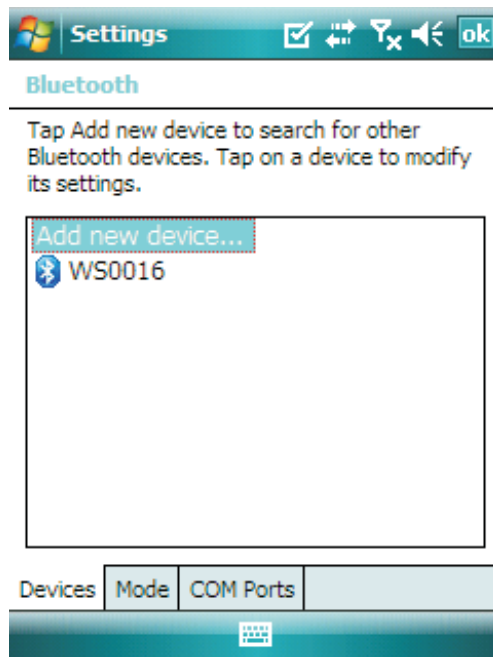 Settings
ok
Bluetooth
Tap Add new device to search for other
Bluetooth devices. Tap on a device to modify
its settings.
Add new device...
WS0016
Devices Mode COM Ports